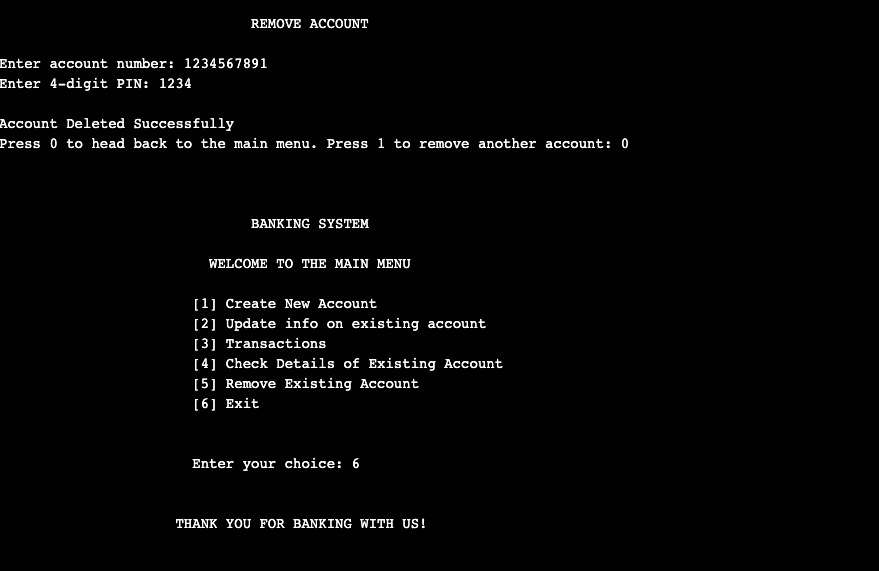 REMOVE ACCOUNT
Enter account number: 1234567891
Enter 4-digit PIN: 1234
Account Deleted Successfully
Press 0 to head back to the main menu. Press 1 to remove another account: 0
BANKING SYSTEM
WELCOME TO THE MAIN MENU
[1] Create New Account
[2] Update info on existing account
[3] Transactions
[4] Check Details of Existing Account
[5] Remove Existing Account
[6] Exit
Enter your choice: 6
THANK YOU FOR BANKING WITH US!